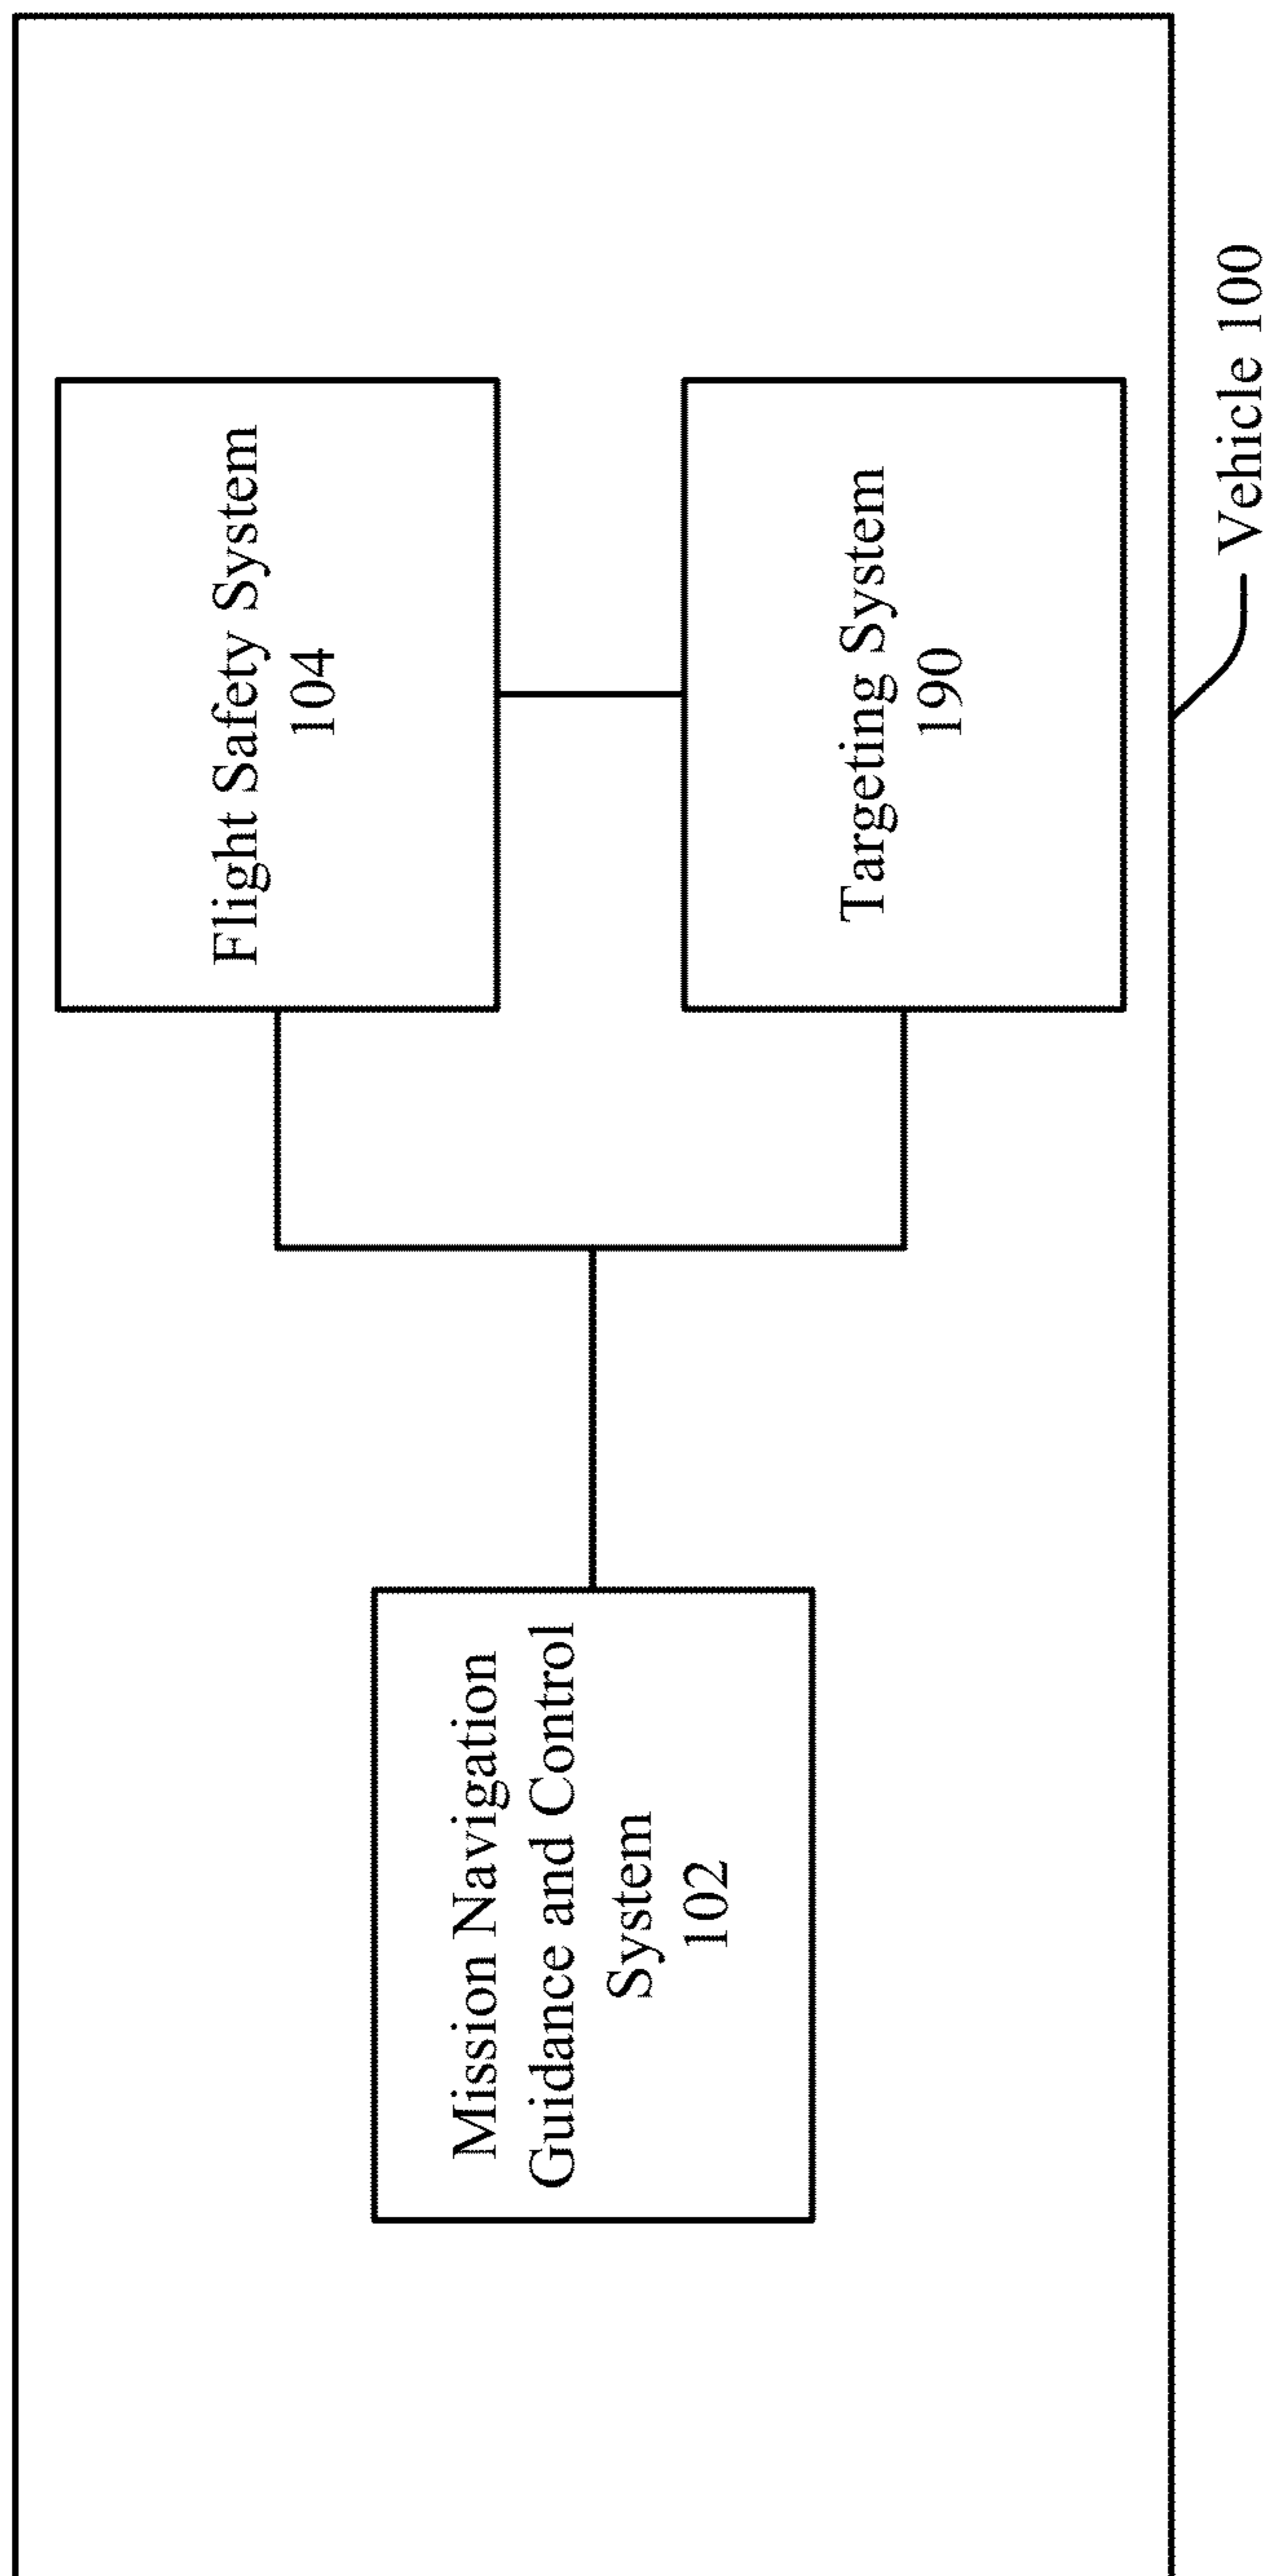 Mission Navigation
Guidance and Control
System
102
Flight Safety System
104
Targeting System
190
Vehicle 100